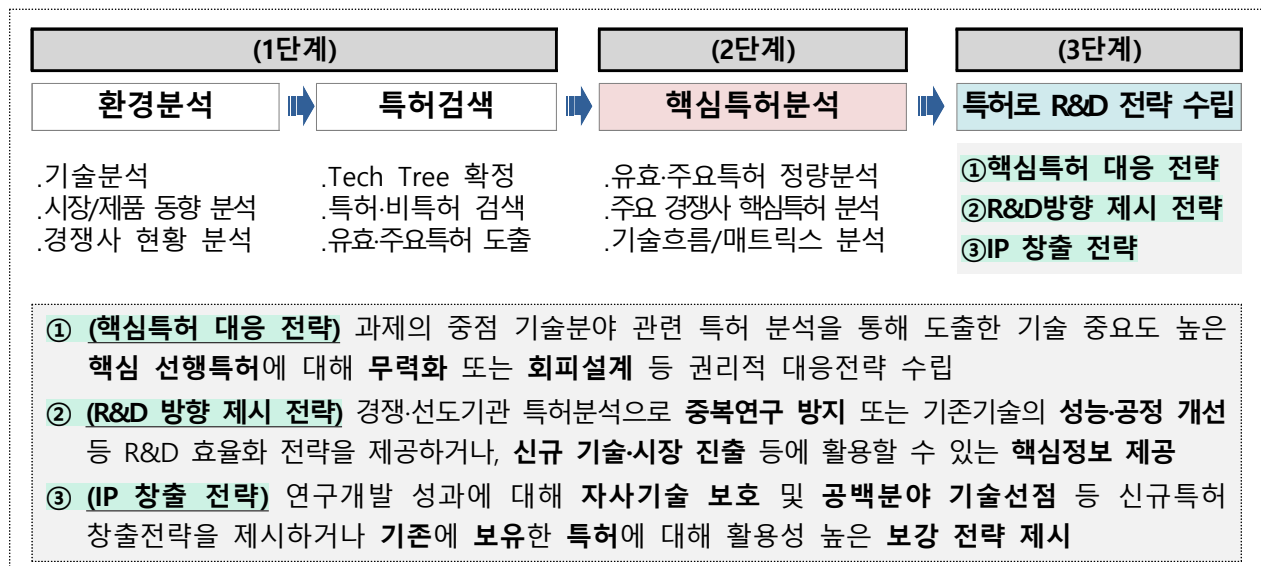 (1단계)
(2단계)
(3단계)
환경분석
특허검색
핵심특허분석
특허로 R&D 전략 수립
.기술분석
.시장/제품 동향 분석
.경쟁사 현황 분석
.Tech Tree 확정
.특허·비특허 검색
.유효·주요특허 도출
.유효·주요특허 정량분석
.주요 경쟁사 핵심특허 분석
.기술흐름/매트릭스 분석
①핵심특허 대응 전략
②R&D방향 제시 전략
③IP 창출 전략
① (핵심특허 대응 전략) 과제의 중점 기술분야 관련 특허 분석을 통해 도출한 기술 중요도 높은
핵심 선행특허에 대해 무력화 또는 회피설계 등 권리적 대응전략 수립
② (R&D 방향 제시 전략) 경쟁·선도기관 특허분석으로 중복연구 방지 또는 기존기술의 성능·공정 개선
등 R&D 효율화 전략을 제공하거나, 신규 기술·시장 진출 등에 활용할 수 있는 핵심정보 제공
③ (IP 창출 전략) 연구개발 성과에 대해 자사기술 보호 및 공백분야 기술선점 등 신규특허
창출전략을 제시하거나 기존에 보유한 특허에 대해 활용성 높은 보강 전략 제시